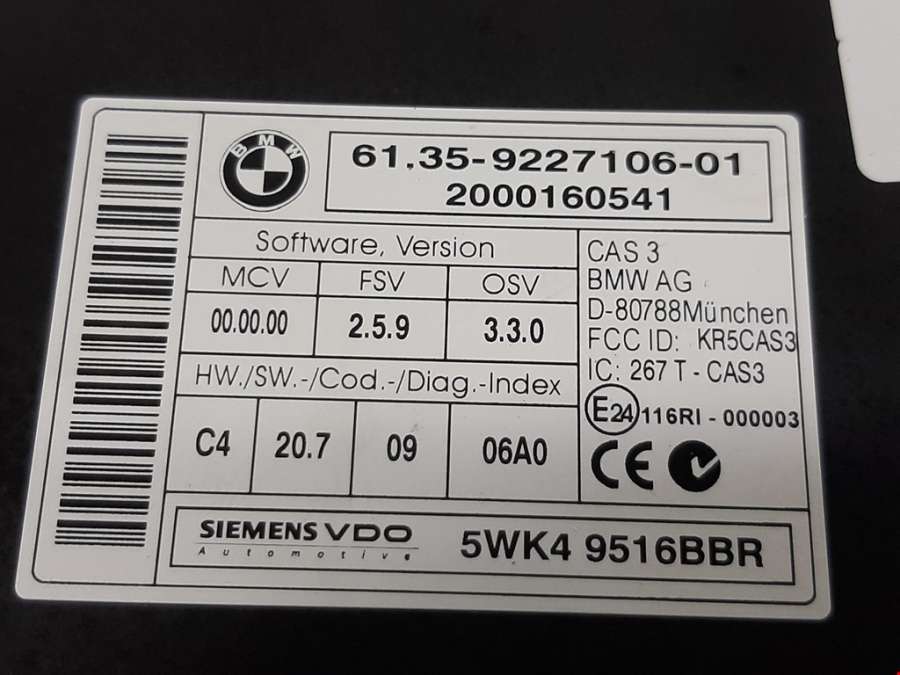 BMW
61.35-9227106-01
2000160541
Software, Version
MCV FSV OSV
00.00.00 2.5.9 3.3.0
HW./SW.-/Cod.-/Diag.-Index
C4 20.7 09 06A0
CAS 3
BMW AG
D-80788München
FCC ID: KR5CAS3
IC: 267 T - CAS3
E24 116RI - 000003
CE
SIEMENS VDO
Automotive
5WK4 9516BBR